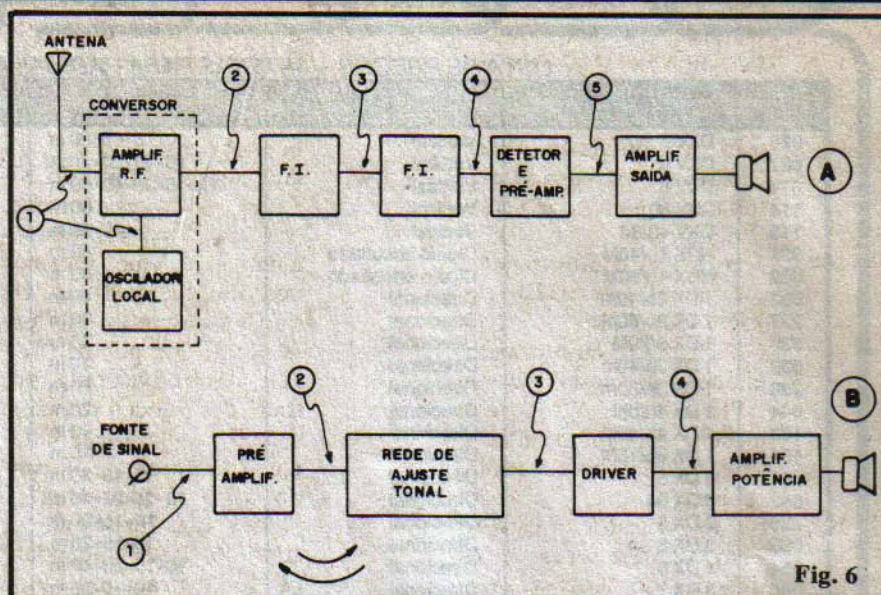 ANTENA
CONVERSOR
AMPLIF.
R.F.
OSCILADOR
LOCAL
1
2
F. I.
3
F. I.
4
DETETOR
E
PRÉ-AMP.
5
AMPLIF.
SAÍDA
A
FONTE
DE SINAL
1
PRÉ
AMPLIF.
2
REDE DE
AJUSTE
TONAL
3
DRIVER
4
AMPLIF.
POTÊNCIA
B
Fig. 6